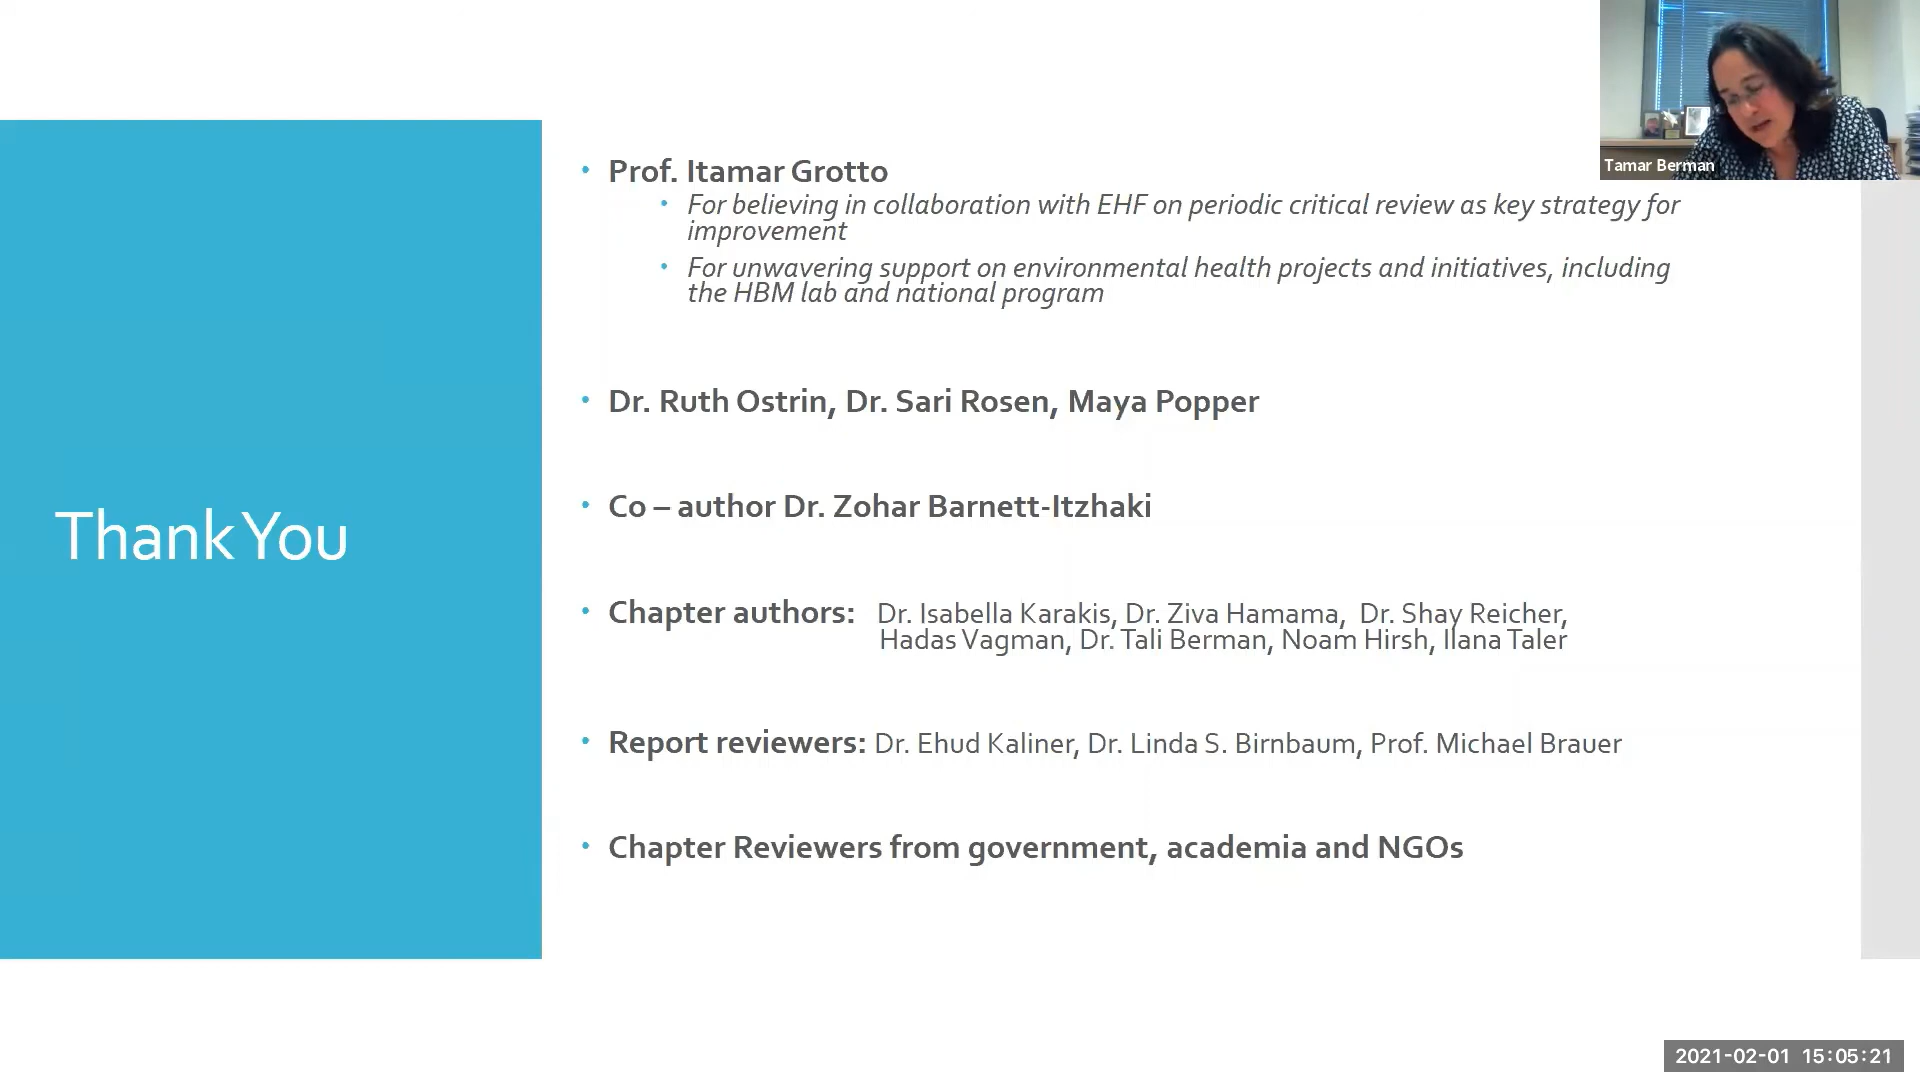 Thank You
Prof. Itamar Grotto
For believing in collaboration with EHF on periodic critical review as key strategy for
improvement
For unwavering support on environmental health projects and initiatives, including
the HBM lab and national program
Dr. Ruth Ostrin, Dr. Sari Rosen, Maya Popper
Co – author Dr. Zohar Barnett-Itzhaki
Chapter authors: Dr. Isabella Karakis, Dr. Ziva Hamama, Dr. Shay Reicher,
Hadas Vagman, Dr. Tali Berman, Noam Hirsh, Ilana Taler
Report reviewers: Dr. Ehud Kaliner, Dr. Linda S. Birnbaum, Prof. Michael Brauer
Chapter Reviewers from government, academia and NGOs
Tamar Berman
2021-02-01 15:05:21